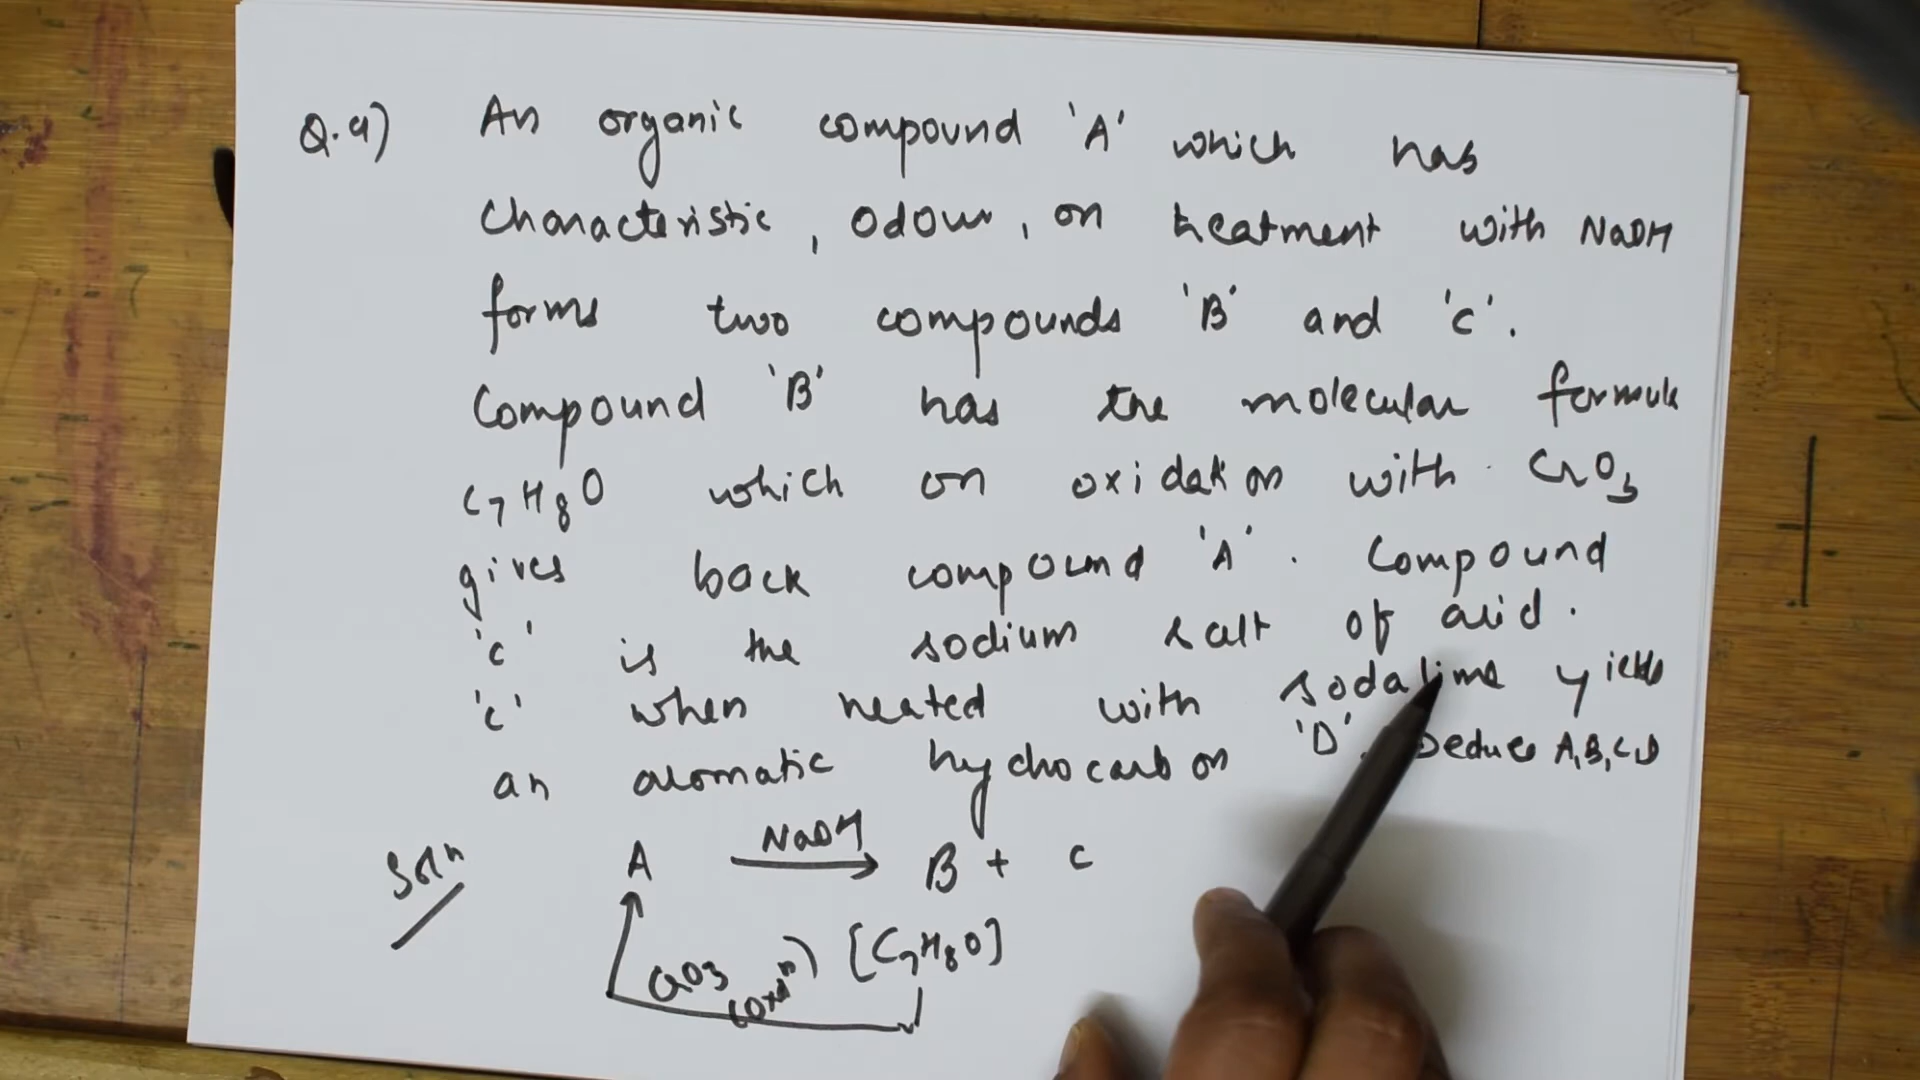 Q.9) An organic compound 'A' which has
characteristic, odour, on treatment with NaOH
forms two compounds 'B' and 'C'.
Compound 'B' has the molecular formula
C7H8O which on oxidation with CrO3
gives back compound 'A'. Compound
'C' is the sodium salt of acid.
'C' when heated with sodalime yields
an aromatic hydrocarbon 'D'. Deduce A,B,C,D
Soln A NaOH B + C
CrO3 (oxdn) [C7H8O]